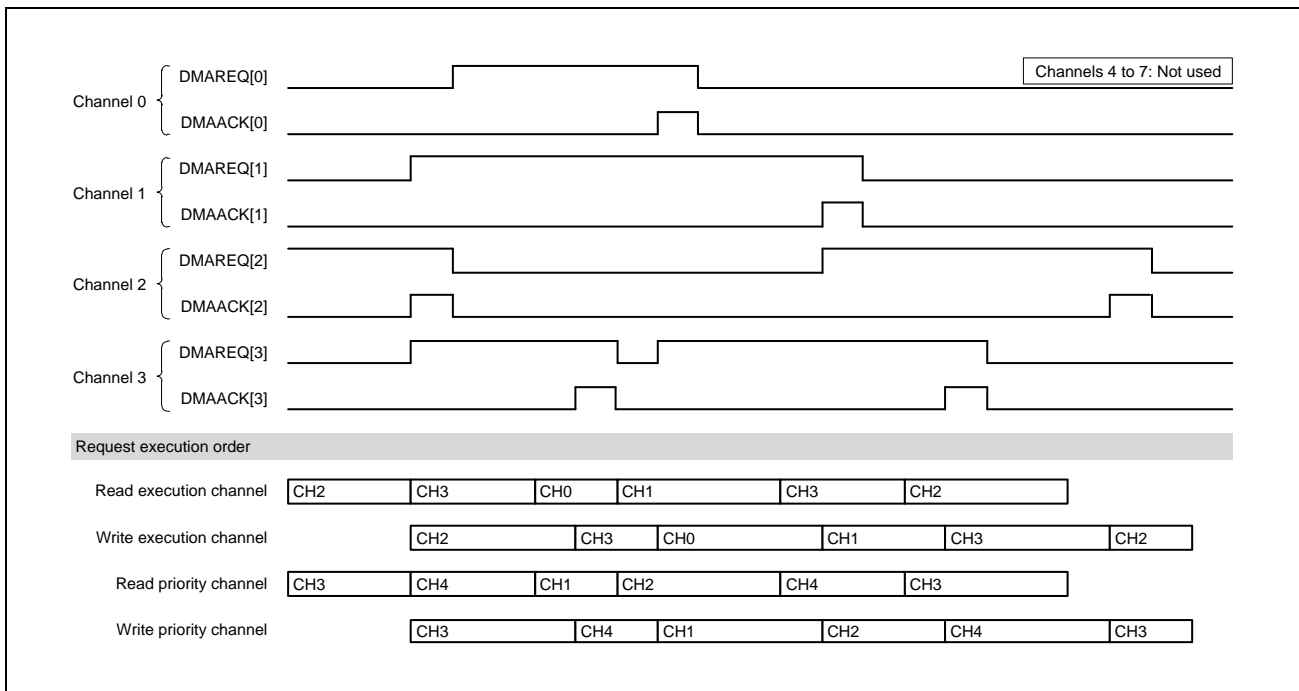 Channels 4 to 7: Not used
Channel 0
DMAREQ[0]
DMAACK[0]
Channel 1
DMAREQ[1]
DMAACK[1]
Channel 2
DMAREQ[2]
DMAACK[2]
Channel 3
DMAREQ[3]
DMAACK[3]
Request execution order
Read execution channel CH2 CH3 CH0 CH1 CH3 CH2
Write execution channel CH2 CH3 CH0 CH1 CH3 CH2
Read priority channel CH3 CH4 CH1 CH2 CH4 CH3
Write priority channel CH3 CH4 CH1 CH2 CH4 CH3